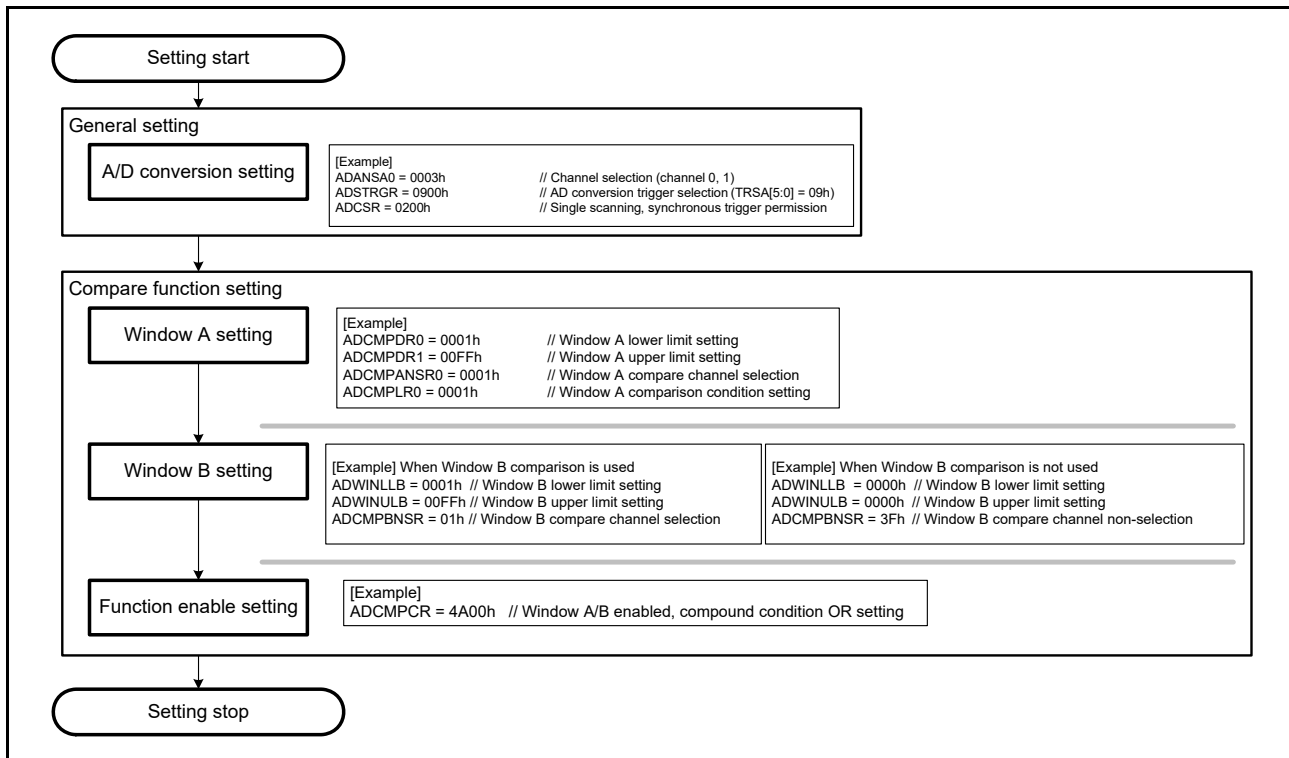 Setting start
General setting
A/D conversion setting
[Example]
ADANSA0 = 0003h // Channel selection (channel 0, 1)
ADSTRGR = 0900h // AD conversion trigger selection (TRSA[5:0] = 09h)
ADCSR = 0200h // Single scanning, synchronous trigger permission
Compare function setting
Window A setting
[Example]
ADCMPDR0 = 0001h // Window A lower limit setting
ADCMPDR1 = 00FFh // Window A upper limit setting
ADCMPANSR0 = 0001h // Window A compare channel selection
ADCMPLR0 = 0001h // Window A comparison condition setting
Window B setting
[Example] When Window B comparison is used
ADWINLLB = 0001h // Window B lower limit setting
ADWINULB = 00FFh // Window B upper limit setting
ADCMPBNSR = 01h // Window B compare channel selection
[Example] When Window B comparison is not used
ADWINLLB = 0000h // Window B lower limit setting
ADWINULB = 0000h // Window B upper limit setting
ADCMPBNSR = 3Fh // Window B compare channel non-selection
Function enable setting
[Example]
ADCMPCR = 4A00h // Window A/B enabled, compound condition OR setting
Setting stop